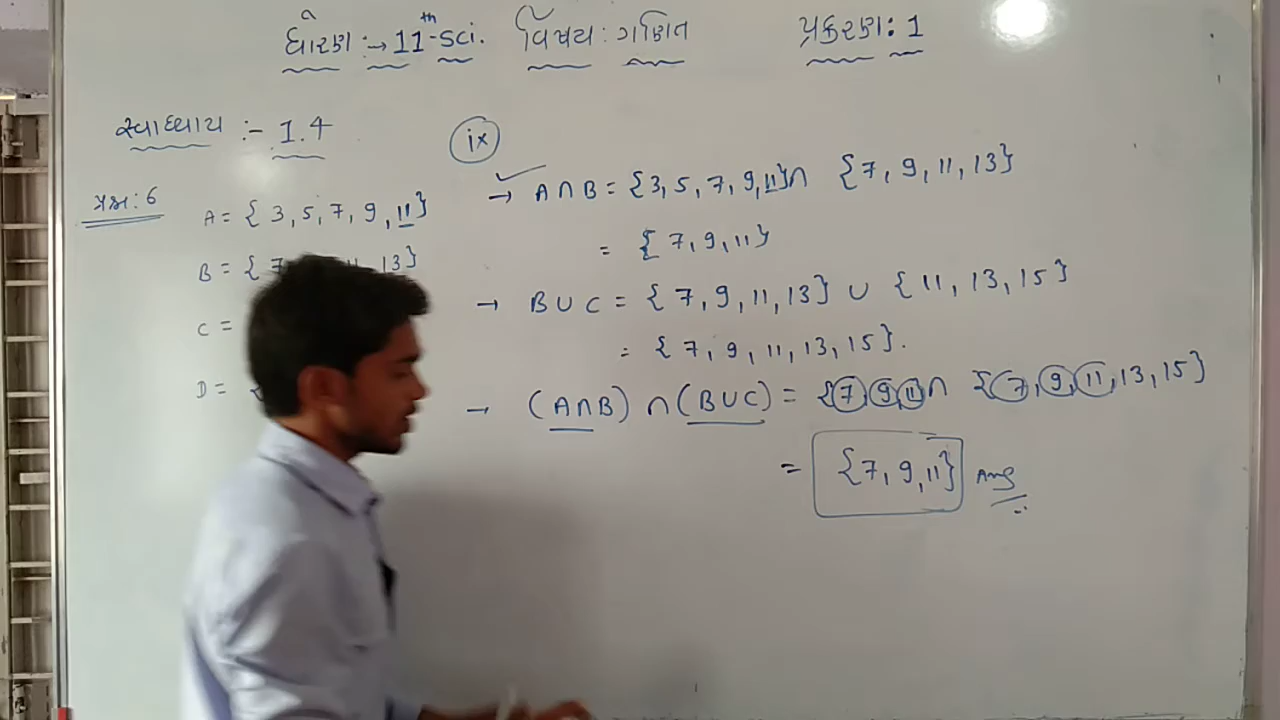 ધોરણ :→ 11th-sci. વિષય: ગણિત પ્રકરણ: 1
સ્વાધ્યાય :- 1.4
પ્રશ્ન: 6
A = { 3, 5, 7, 9, 11}
B = { 7 13}
C =
D = {
ix
→ A∩B = {3, 5, 7, 9, 11}∩ {7, 9, 11, 13}
= { 7, 9, 11}
→ B∪C = { 7, 9, 11, 13} ∪ { 11, 13, 15}
= { 7, 9, 11, 13, 15}.
→ (A∩B) ∩ (B∪C) = {7, 9, 11∩ {7, 9, 11, 13, 15}
= {7, 9, 11} Ans